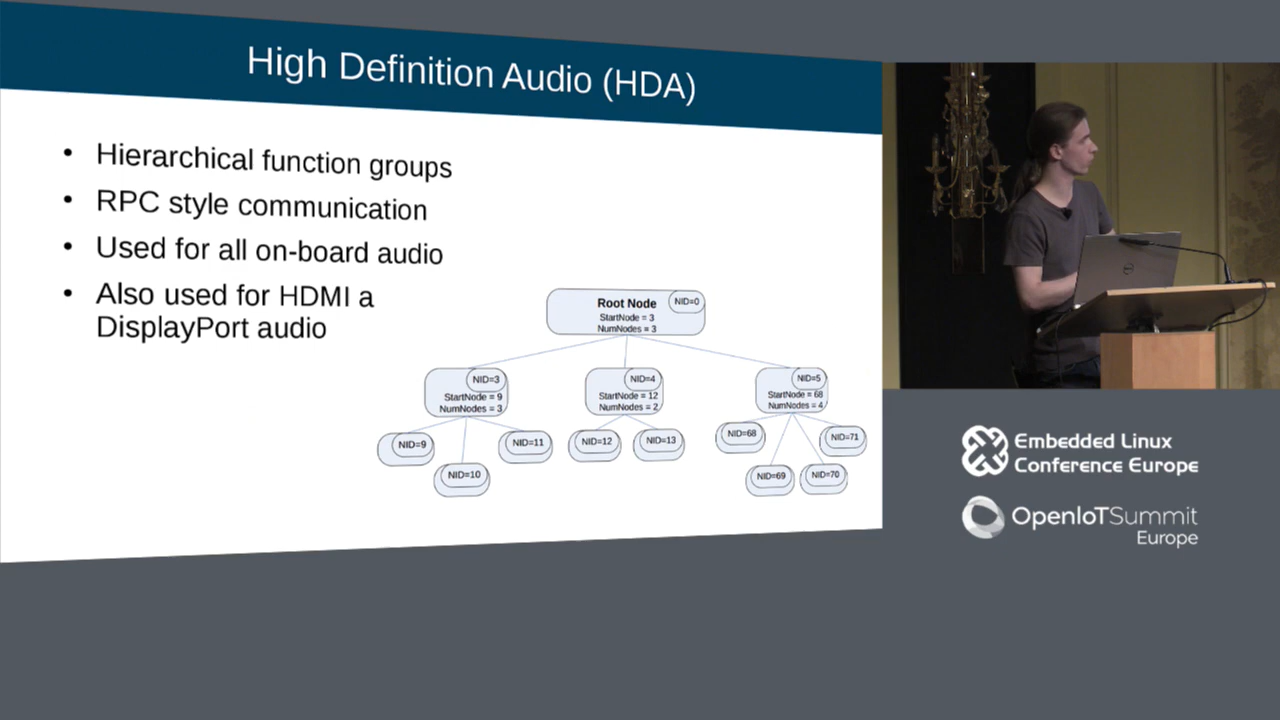 High Definition Audio (HDA)
• Hierarchical function groups
• RPC style communication
• Used for all on-board audio
• Also used for HDMI a
DisplayPort audio
Root Node
NID=0
StartNode = 3
NumNodes = 3
NID=3
StartNode = 9
NumNodes = 3
NID=4
StartNode = 12
NumNodes = 2
NID=5
StartNode = 68
NumNodes = 4
NID=9
NID=10
NID=11
NID=12
NID=13
NID=68
NID=69
NID=70
NID=71
Embedded Linux
Conference Europe
OpenIoTSummit
Europe